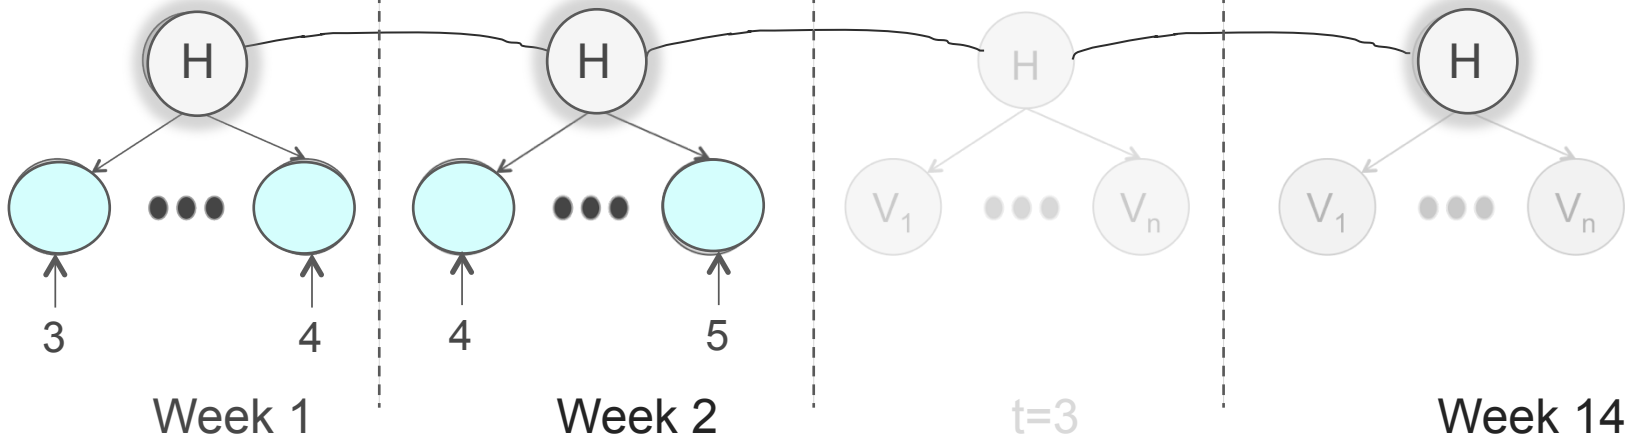 H H H H
V1 Vn V1 Vn
3 4 4 5
Week 1 Week 2 t=3 Week 14